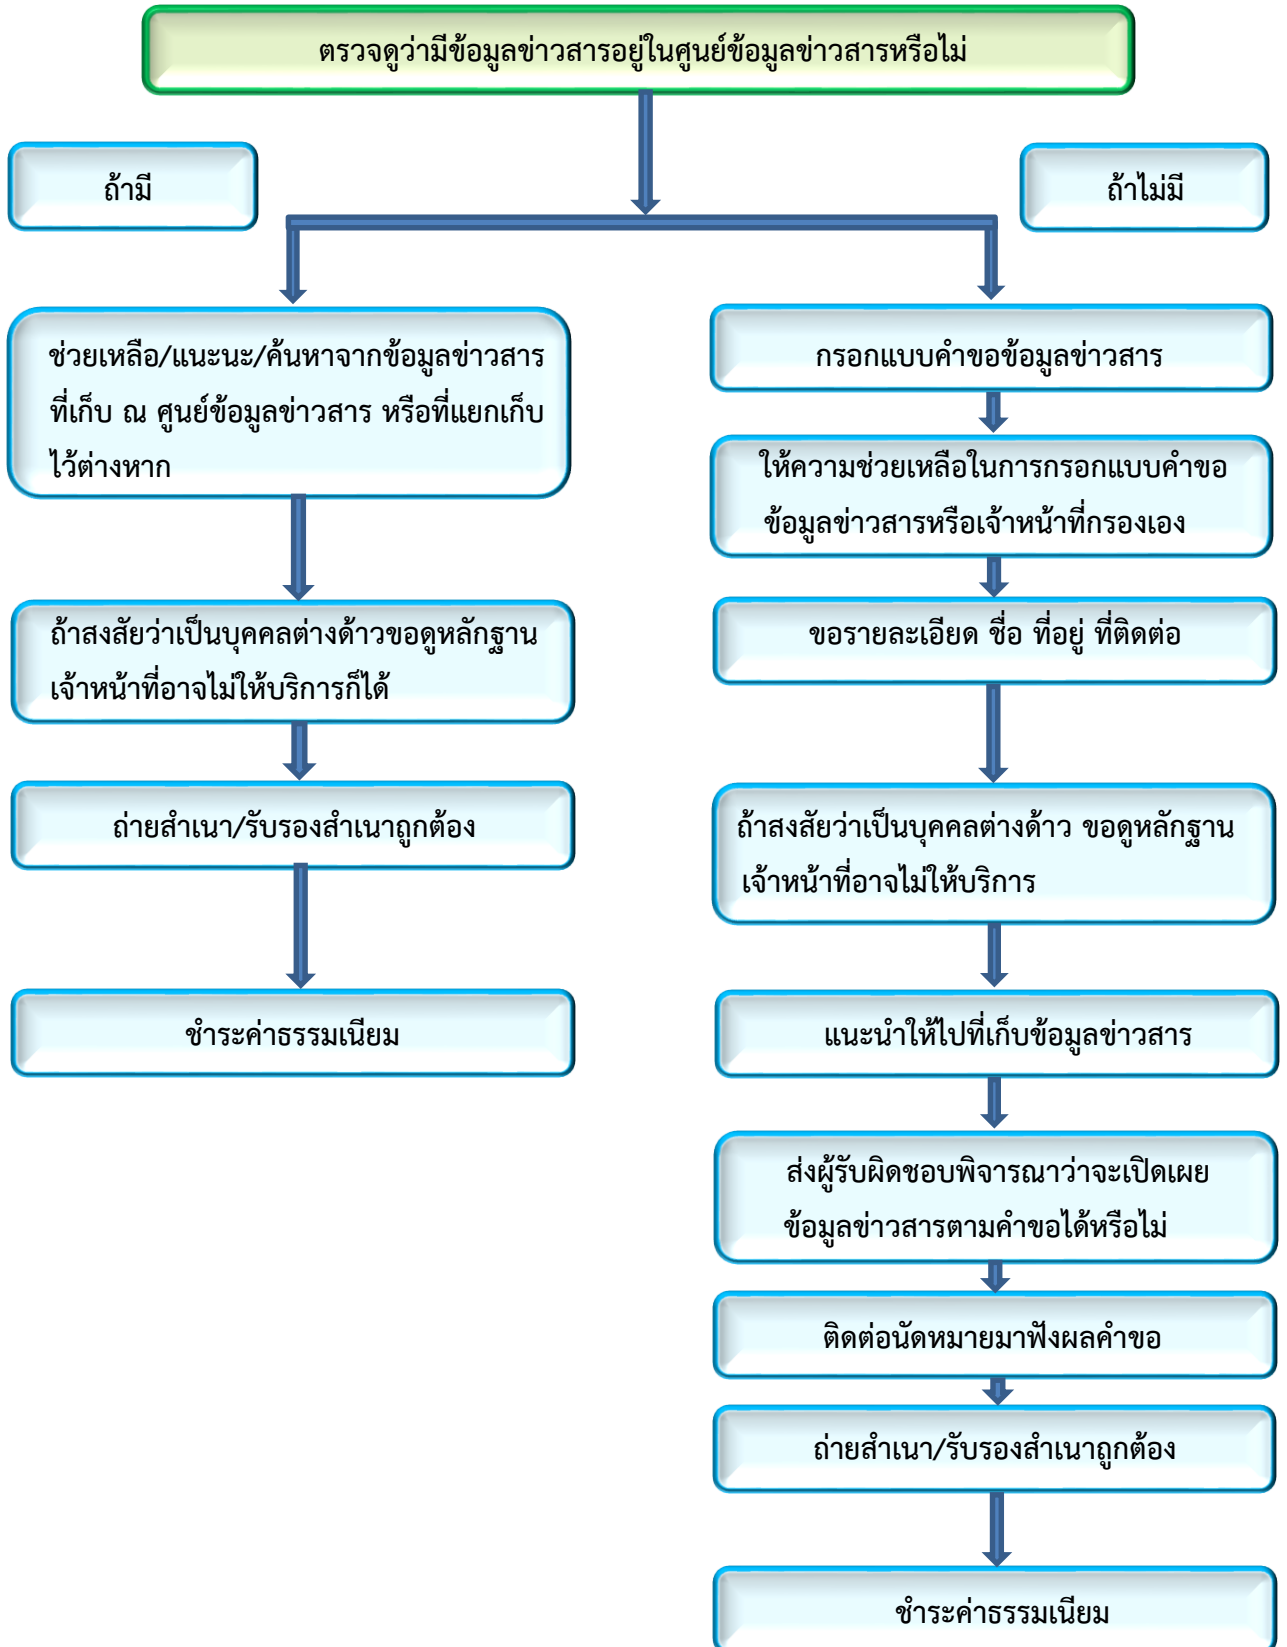 ตรวจดูว่ามีข้อมูลข่าวสารอยู่ในศูนย์ข้อมูลข่าวสารหรือไม่
ถ้ามี
ถ้าไม่มี
ช่วยเหลือ/แนะนะ/ค้นหาจากข้อมูลข่าวสาร
ที่เก็บ ณ ศูนย์ข้อมูลข่าวสาร หรือที่แยกเก็บ
ไว้ต่างหาก
ถ้าสงสัยว่าเป็นบุคคลต่างด้าวขอดูหลักฐาน
เจ้าหน้าที่อาจไม่ให้บริการก็ได้
ถ่ายสำเนา/รับรองสำเนาถูกต้อง
ชำระค่าธรรมเนียม
กรอกแบบคำขอข้อมูลข่าวสาร
ให้ความช่วยเหลือในการกรอกแบบคำขอ
ข้อมูลข่าวสารหรือเจ้าหน้าที่กรองเอง
ขอรายละเอียด ชื่อ ที่อยู่ ที่ติดต่อ
ถ้าสงสัยว่าเป็นบุคคลต่างด้าว ขอดูหลักฐาน
เจ้าหน้าที่อาจไม่ให้บริการ
แนะนำให้ไปที่เก็บข้อมูลข่าวสาร
ส่งผู้รับผิดชอบพิจารณาว่าจะเปิดเผย
ข้อมูลข่าวสารตามคำขอได้หรือไม่
ติดต่อนัดหมายมาฟังผลคำขอ
ถ่ายสำเนา/รับรองสำเนาถูกต้อง
ชำระค่าธรรมเนียม